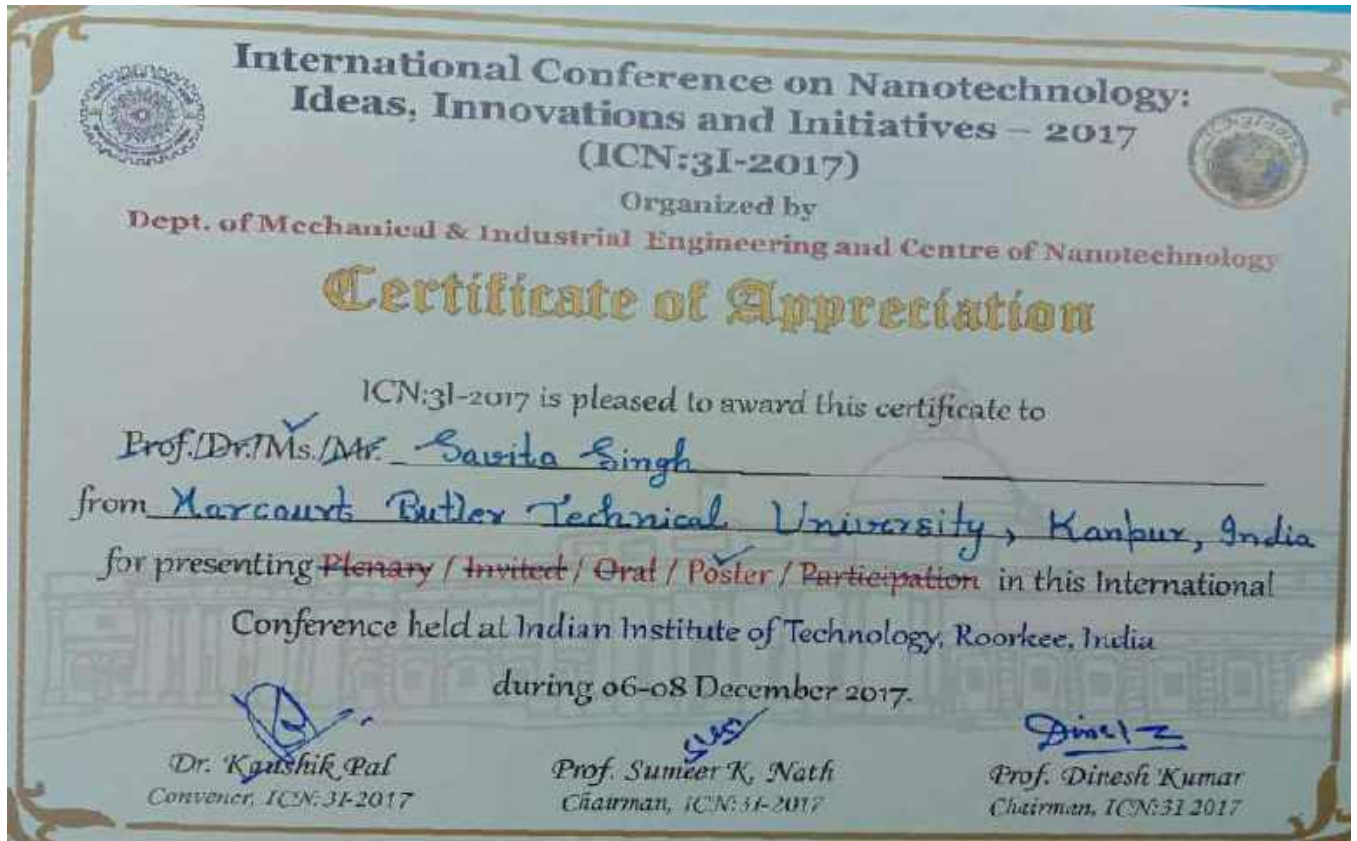 International Conference on Nanotechnology:
Ideas, Innovations and Initiatives – 2017
(ICN:3I-2017)
Organized by
Dept. of Mechanical & Industrial Engineering and Centre of Nanotechnology
Certificate of Appreciation
ICN:3I-2017 is pleased to award this certificate to
Prof./Dr./Ms./Mr. Savita Singh
from Harcourt Butler Technical University, Kanpur, India
for presenting Plenary / Invited / Oral / Poster / Participation in this International
Conference held at Indian Institute of Technology, Roorkee, India
during 06-08 December 2017.
Dr. Kaushik Pal
Convener, ICN:3I-2017
Prof. Sumeer K. Nath
Chairman, ICN:3I-2017
Prof. Dinesh Kumar
Chairman, ICN:3I 2017